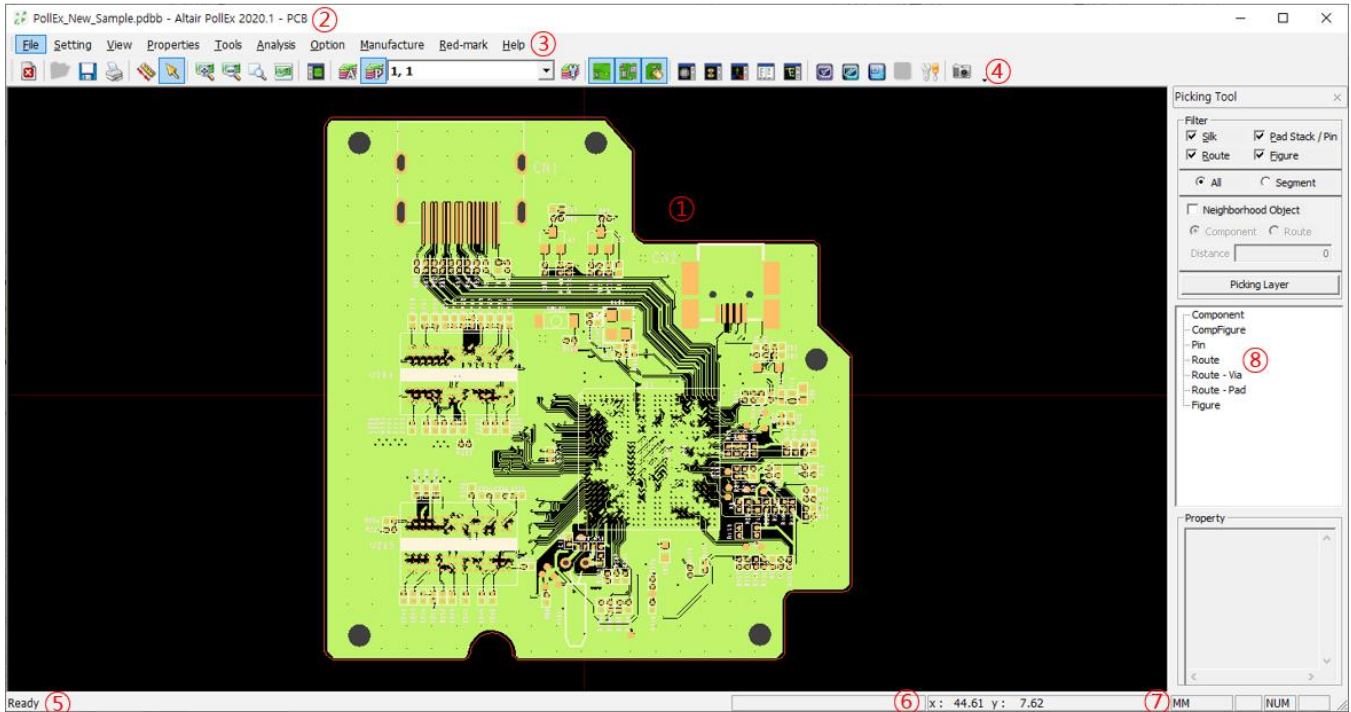 PollEx_New_Sample.pdbb - Altair PollEx 2020.1 - PCB ②
File Setting View Properties Tools Analysis Option Manufacture Red-mark Help ③
1, 1 ④
Picking Tool
Filter
Silk Pad Stack / Pin
Route Figure
All Segment
Neighborhood Object
Component Route
Distance 0
Picking Layer
①
CN1
CN2
Component
CompFigure
Pin
Route ⑧
Route - Via
Route - Pad
Figure
Property
Ready ⑤ ⑥ x : 44.61 y : 7.62 ⑦ MM NUM